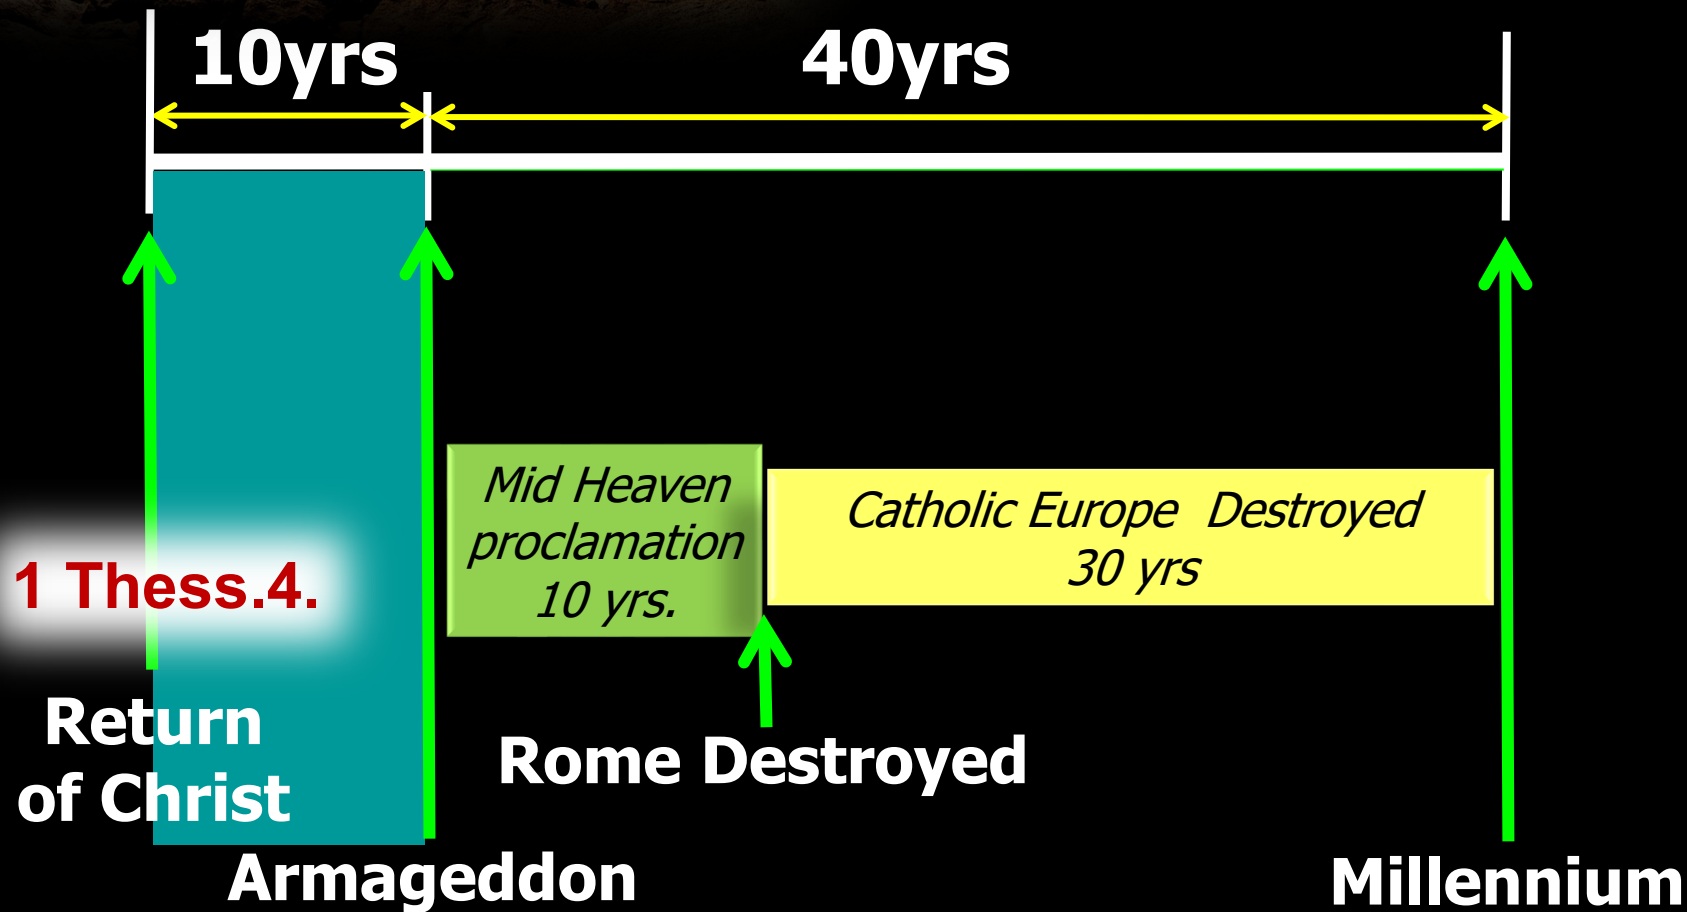 10yrs
40yrs
Mid Heaven
proclamation
10 yrs.
Catholic Europe  Destroyed
30 yrs
1 Thess.4.
Return
of Christ
Rome Destroyed
Armageddon
Millennium